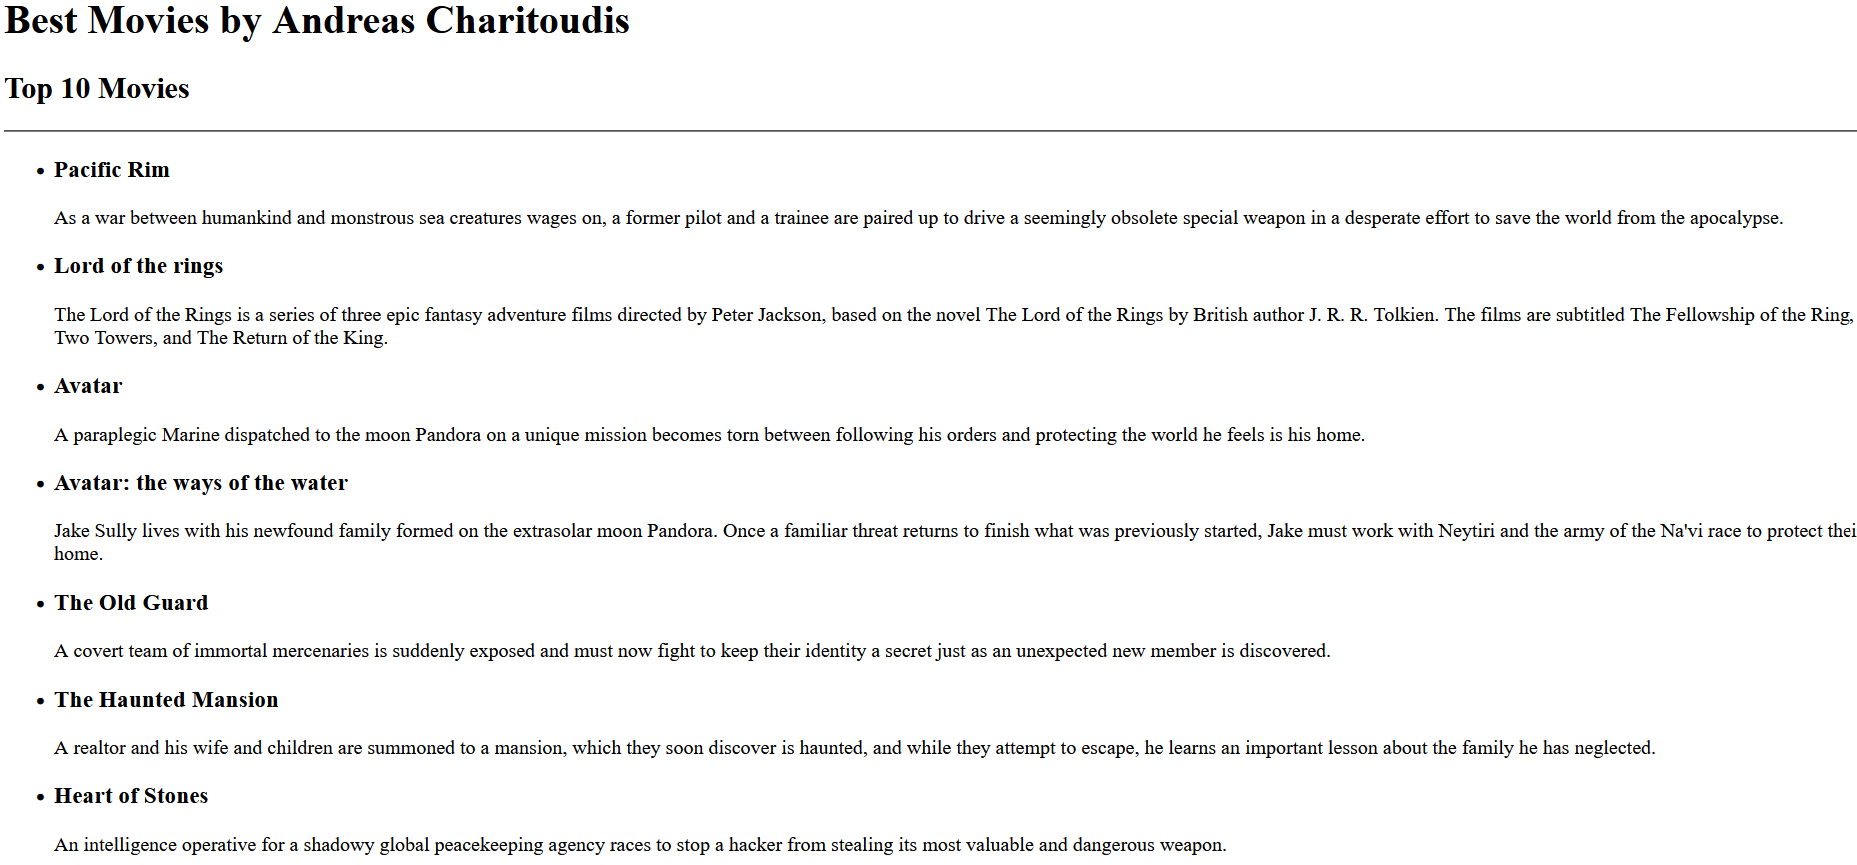 Best Movies by Andreas Charitoudis
Top 10 Movies
Pacific Rim
As a war between humankind and monstrous sea creatures wages on, a former pilot and a trainee are paired up to drive a seemingly obsolete special weapon in a desperate effort to save the world from the apocalypse.
Lord of the rings
The Lord of the Rings is a series of three epic fantasy adventure films directed by Peter Jackson, based on the novel The Lord of the Rings by British author J. R. R. Tolkien. The films are subtitled The Fellowship of the Ring,
Two Towers, and The Return of the King.
Avatar
A paraplegic Marine dispatched to the moon Pandora on a unique mission becomes torn between following his orders and protecting the world he feels is his home.
Avatar: the ways of the water
Jake Sully lives with his newfound family formed on the extrasolar moon Pandora. Once a familiar threat returns to finish what was previously started, Jake must work with Neytiri and the army of the Na'vi race to protect thei
home.
The Old Guard
A covert team of immortal mercenaries is suddenly exposed and must now fight to keep their identity a secret just as an unexpected new member is discovered.
The Haunted Mansion
A realtor and his wife and children are summoned to a mansion, which they soon discover is haunted, and while they attempt to escape, he learns an important lesson about the family he has neglected.
Heart of Stones
An intelligence operative for a shadowy global peacekeeping agency races to stop a hacker from stealing its most valuable and dangerous weapon.